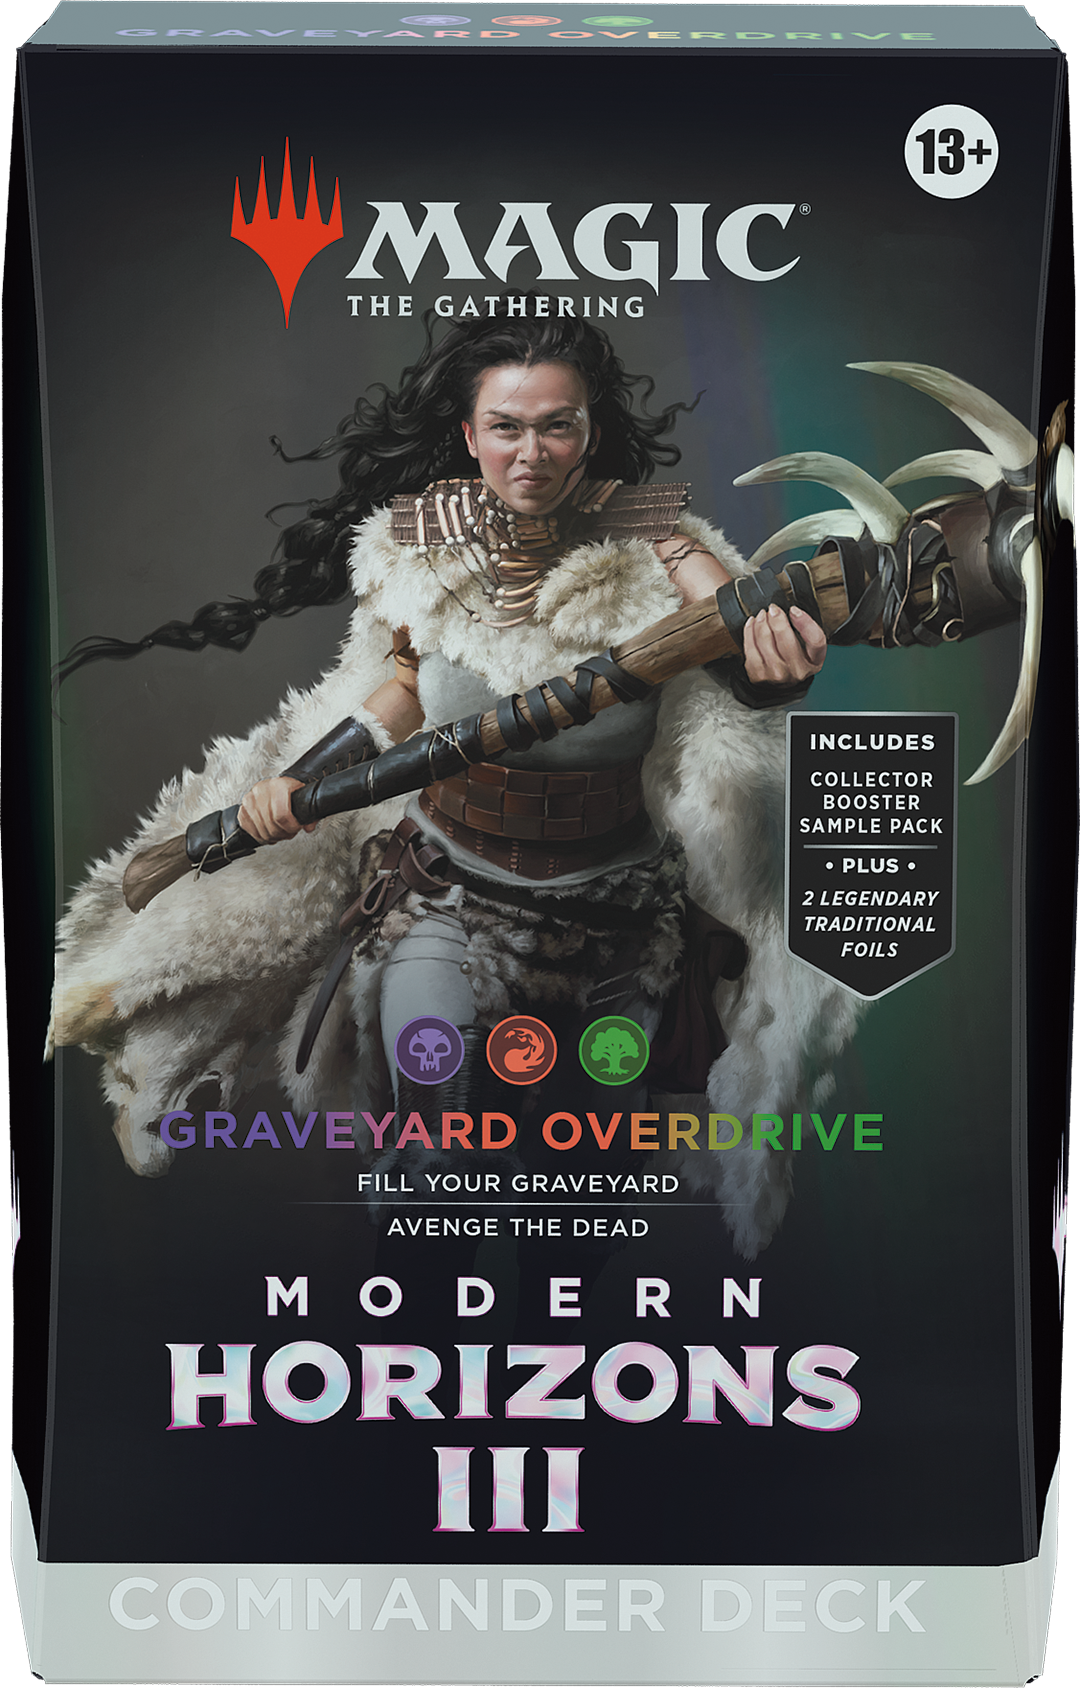 GRAVEYARD OVERDRIVE
13+
MAGIC®
THE GATHERING
INCLUDES
COLLECTOR
BOOSTER
SAMPLE PACK
• PLUS •
2 LEGENDARY
TRADITIONAL
FOILS
GRAVEYARD OVERDRIVE
FILL YOUR GRAVEYARD
AVENGE THE DEAD
MODERN
HORIZONS
III
COMMANDER DECK